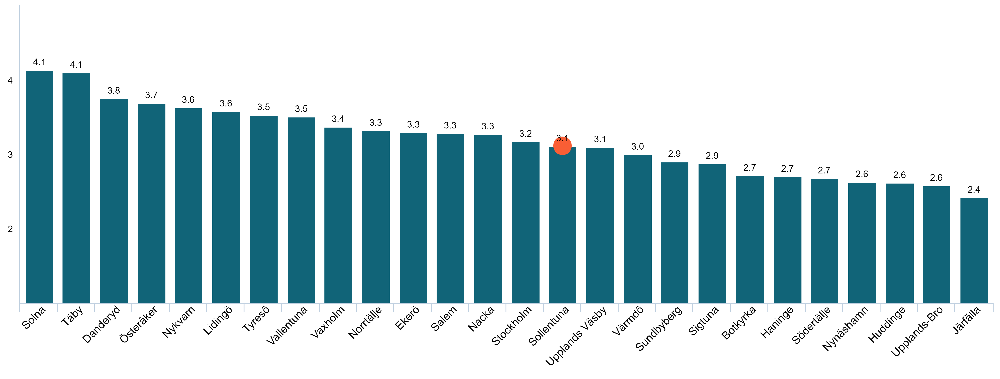 4.1
4.1
3.8
3.7
3.6
3.6
3.5
3.5
3.4
3.3
3.3
3.3
3.3
3.2
3.1
3.1
3.0
2.9
2.9
2.7
2.7
2.7
2.6
2.6
2.6
2.4
4
3
2
Solna
Täby
Danderyd
Österåker
Nykvarn
Lidingö
Tyresö
Vallentuna
Vaxholm
Norrtälje
Ekerö
Salem
Nacka
Stockholm
Sollentuna
Upplands Väsby
Värmdö
Sundbyberg
Sigtuna
Botkyrka
Haninge
Södertälje
Nynäshamn
Huddinge
Upplands-Bro
Järfälla